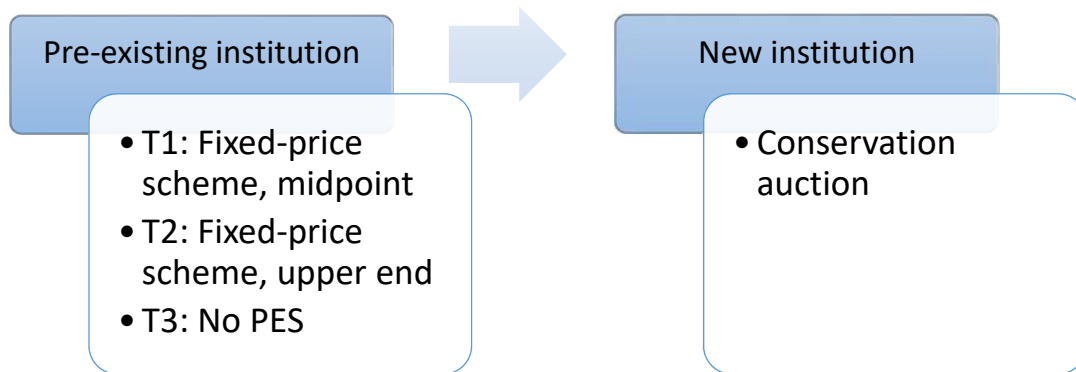 Pre-existing institution
• T1: Fixed-price
scheme, midpoint
• T2: Fixed-price
scheme, upper end
• T3: No PES
New institution
• Conservation
auction